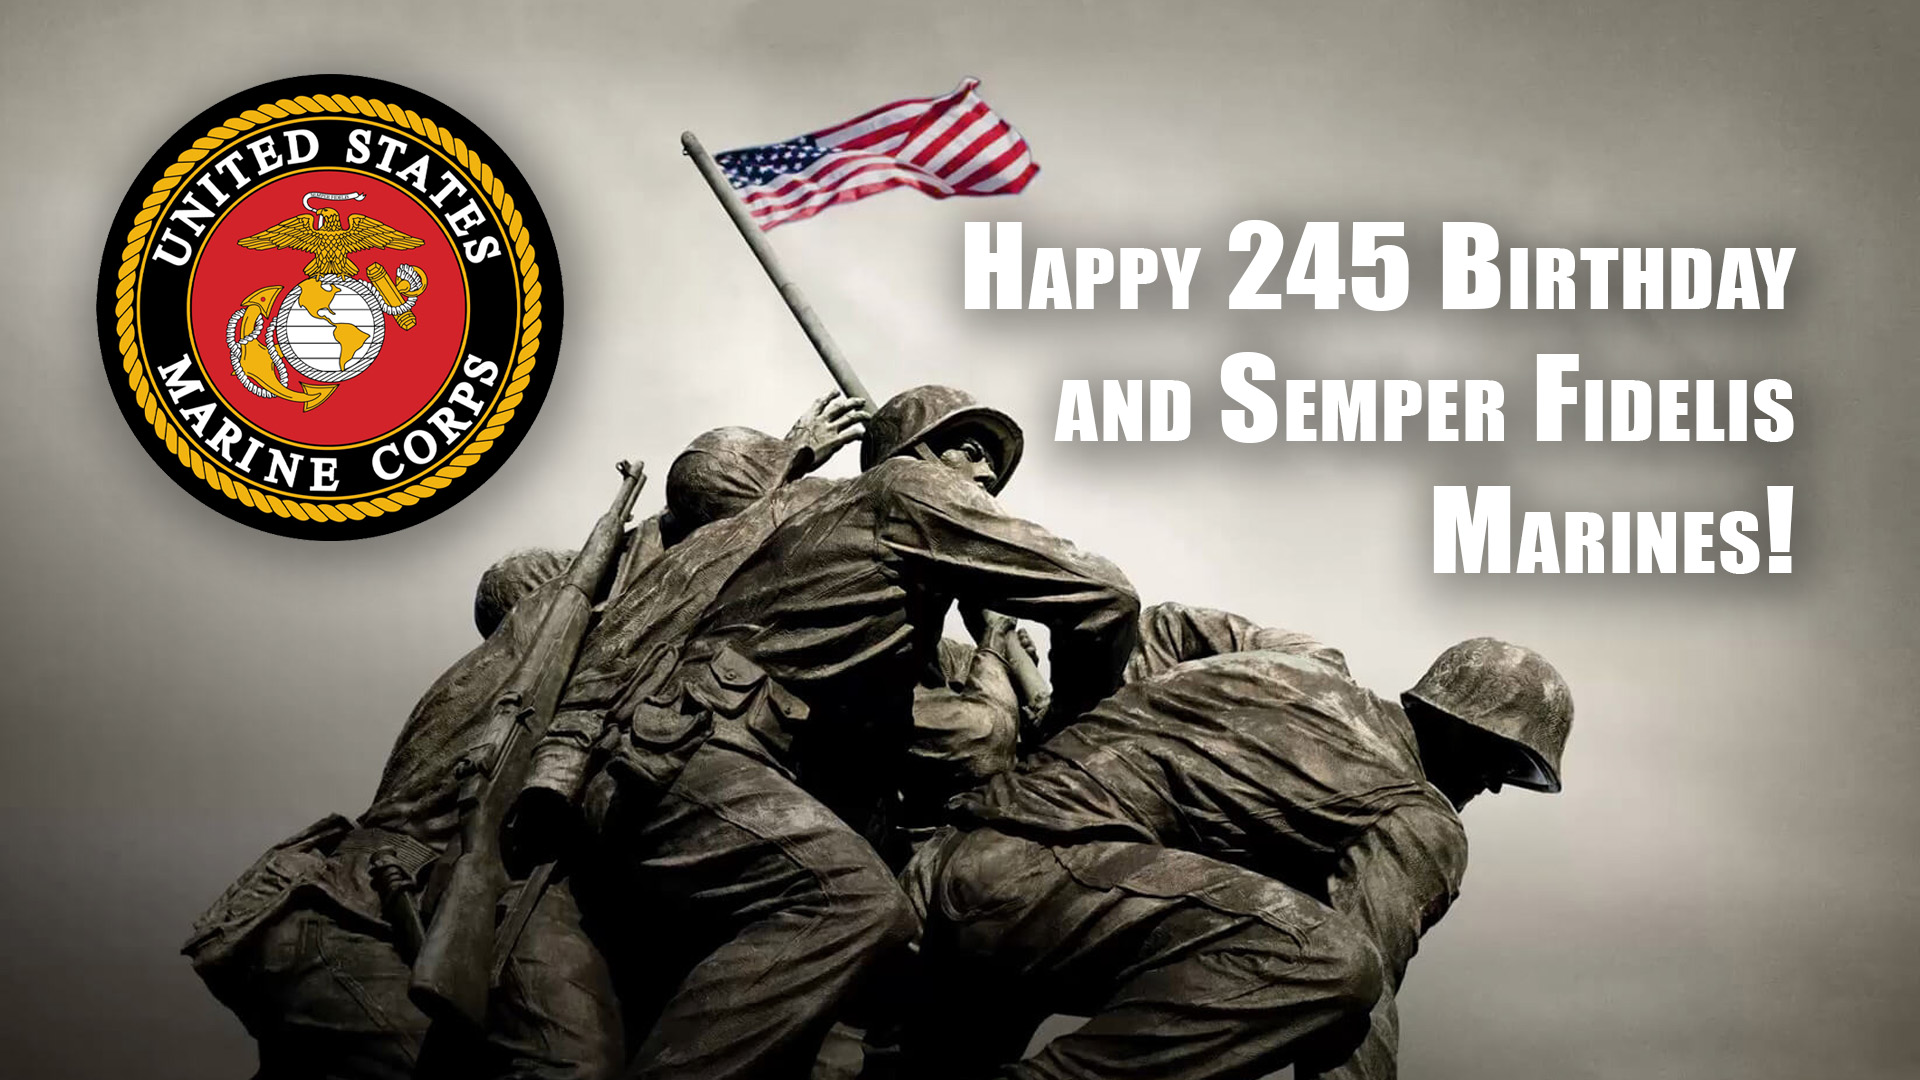 UNITED STATES
MARINE CORPS
HAPPY 245 BIRTHDAY
AND SEMPER FIDELIS
MARINES!